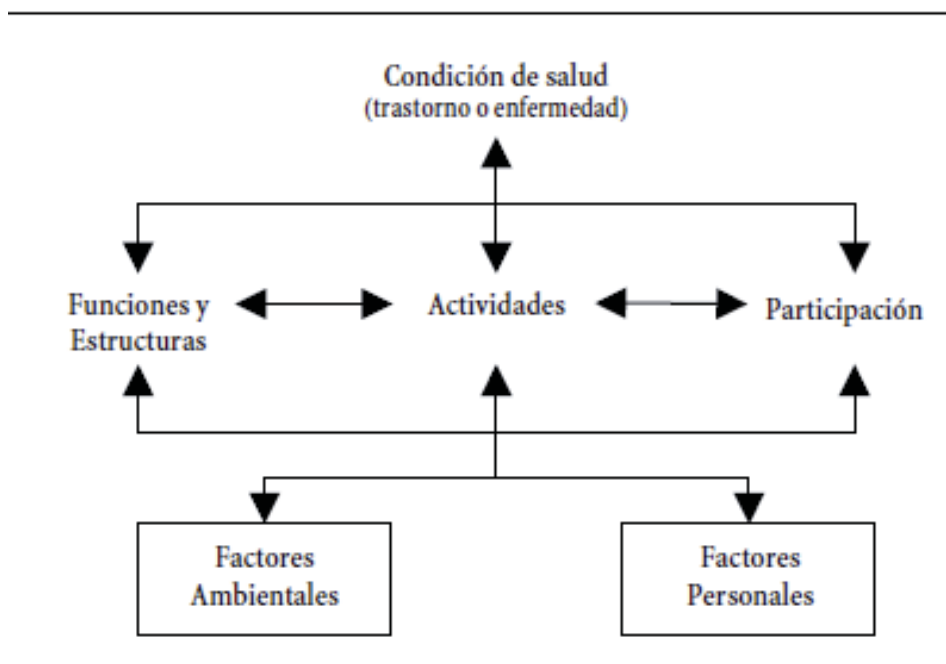 Condición de salud
(trastorno o enfermedad)
Funciones y
Estructuras
Actividades
Participación
Factores
Ambientales
Factores
Personales